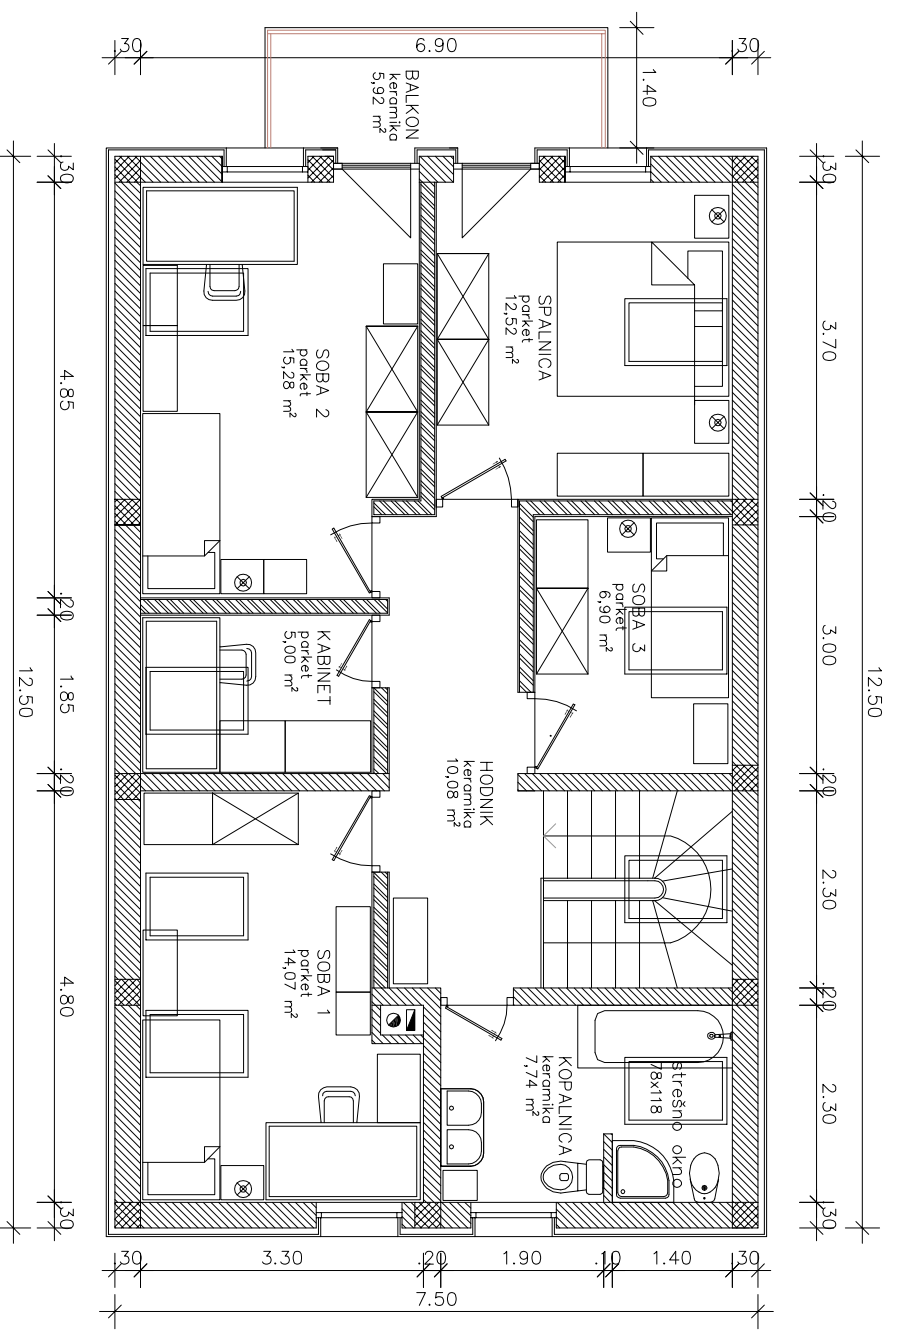 .30
6.90
.30
1.40
BALKON
keramika
5,92 m²
.30
4.85
.20
1.85
.20
4.80
.30
12.50
.30
3.70
.20
3.00
.20
2.30
.20
2.30
.30
12.50
SPALNICA
parket
12,52 m²
SOBA 2
parket
15,28 m²
SOBA 3
parket
6,90 m²
KABINET
parket
5,00 m²
HODNIK
keramika
10,08 m²
SOBA 1
parket
14,07 m²
KOPALNICA
keramika
7,74 m²
strešno okno
78x118
.30
3.30
.20
1.90
.10
1.40
.30
7.50